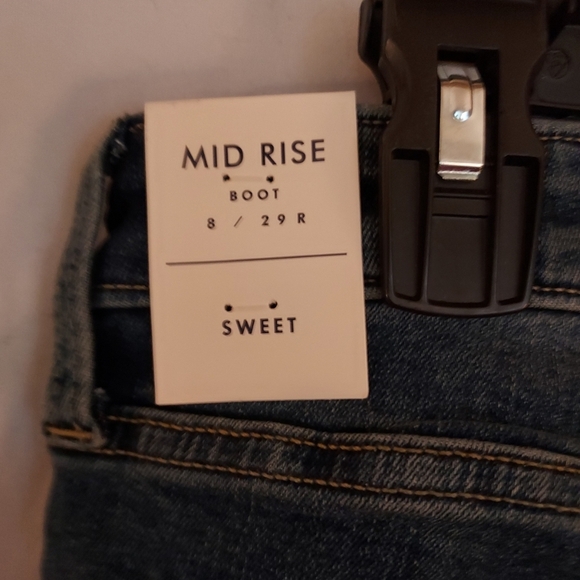 MID RISE
BOOT
8 / 29 R
SWEET